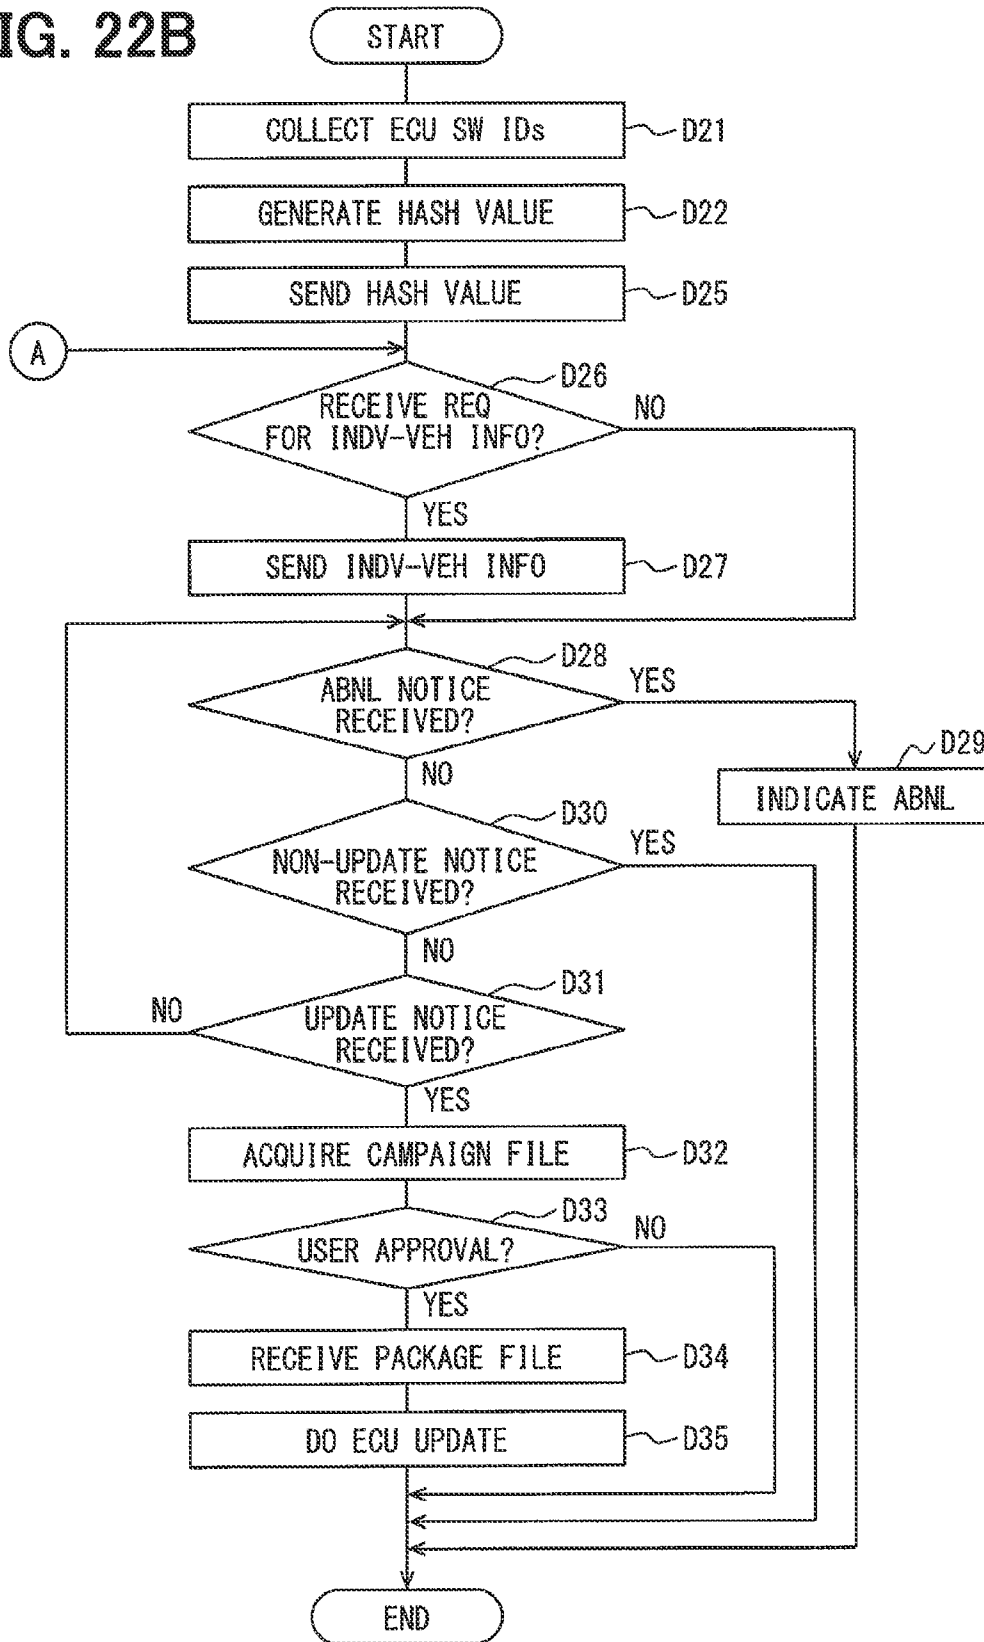 IG. 22B
START
COLLECT ECU SW IDs
D21
GENERATE HASH VALUE
D22
SEND HASH VALUE
D25
A
D26
RECEIVE REQ
FOR INDV-VEH INFO?
NO
YES
SEND INDV-VEH INFO
D27
D28
ABNL NOTICE
RECEIVED?
YES
NO
D29
INDICATE ABNL
D30
NON-UPDATE NOTICE
RECEIVED?
YES
NO
D31
UPDATE NOTICE
RECEIVED?
NO
YES
ACQUIRE CAMPAIGN FILE
D32
D33
USER APPROVAL?
NO
YES
RECEIVE PACKAGE FILE
D34
DO ECU UPDATE
D35
END